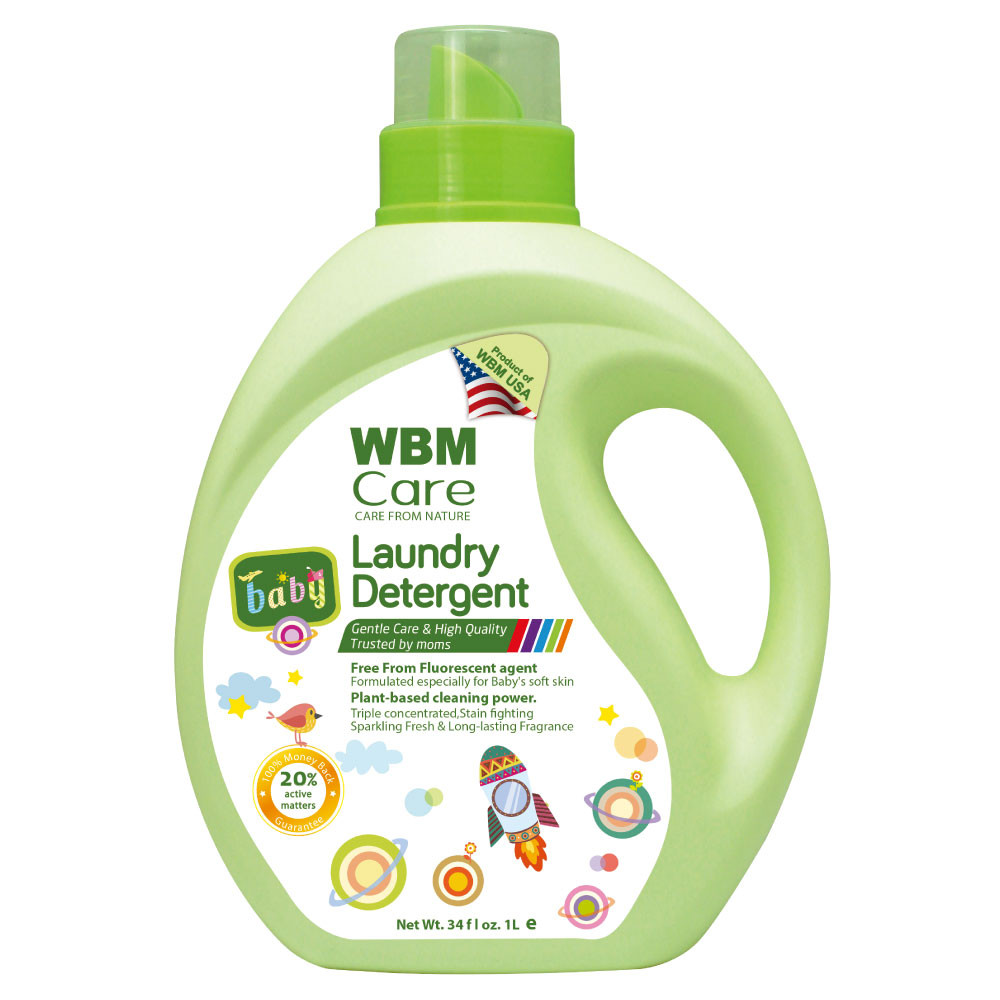 Product of
WBM USA
WBM
Care
CARE FROM NATURE
baby
Laundry
Detergent
Gentle Care & High Quality
Trusted by moms
Free From Fluorescent agent
Formulated especially for Baby's soft skin
Plant-based cleaning power.
Triple concentrated,Stain fighting
Sparkling Fresh & Long-lasting Fragrance
100% Money Back
20%
active
matters
Guarantee
Net Wt. 34 fl oz. 1L e